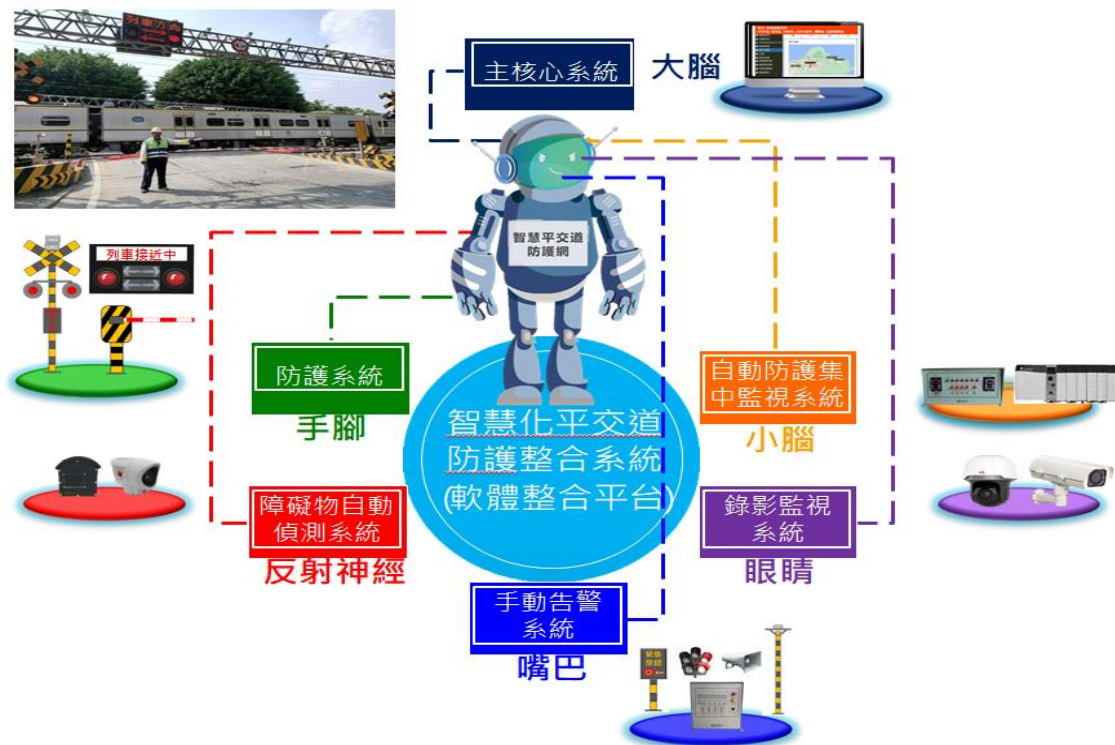 列車方向
主核心系統
大腦
智慧平交道
防護網
列車接近中
防護系統
手腳
自動防護集
中監視系統
小腦
智慧化平交道
防護整合系統
(軟體整合平台)
障礙物自動
偵測系統
反射神經
錄影監視
系統
眼睛
手動告警
系統
嘴巴
緊急
按鈕